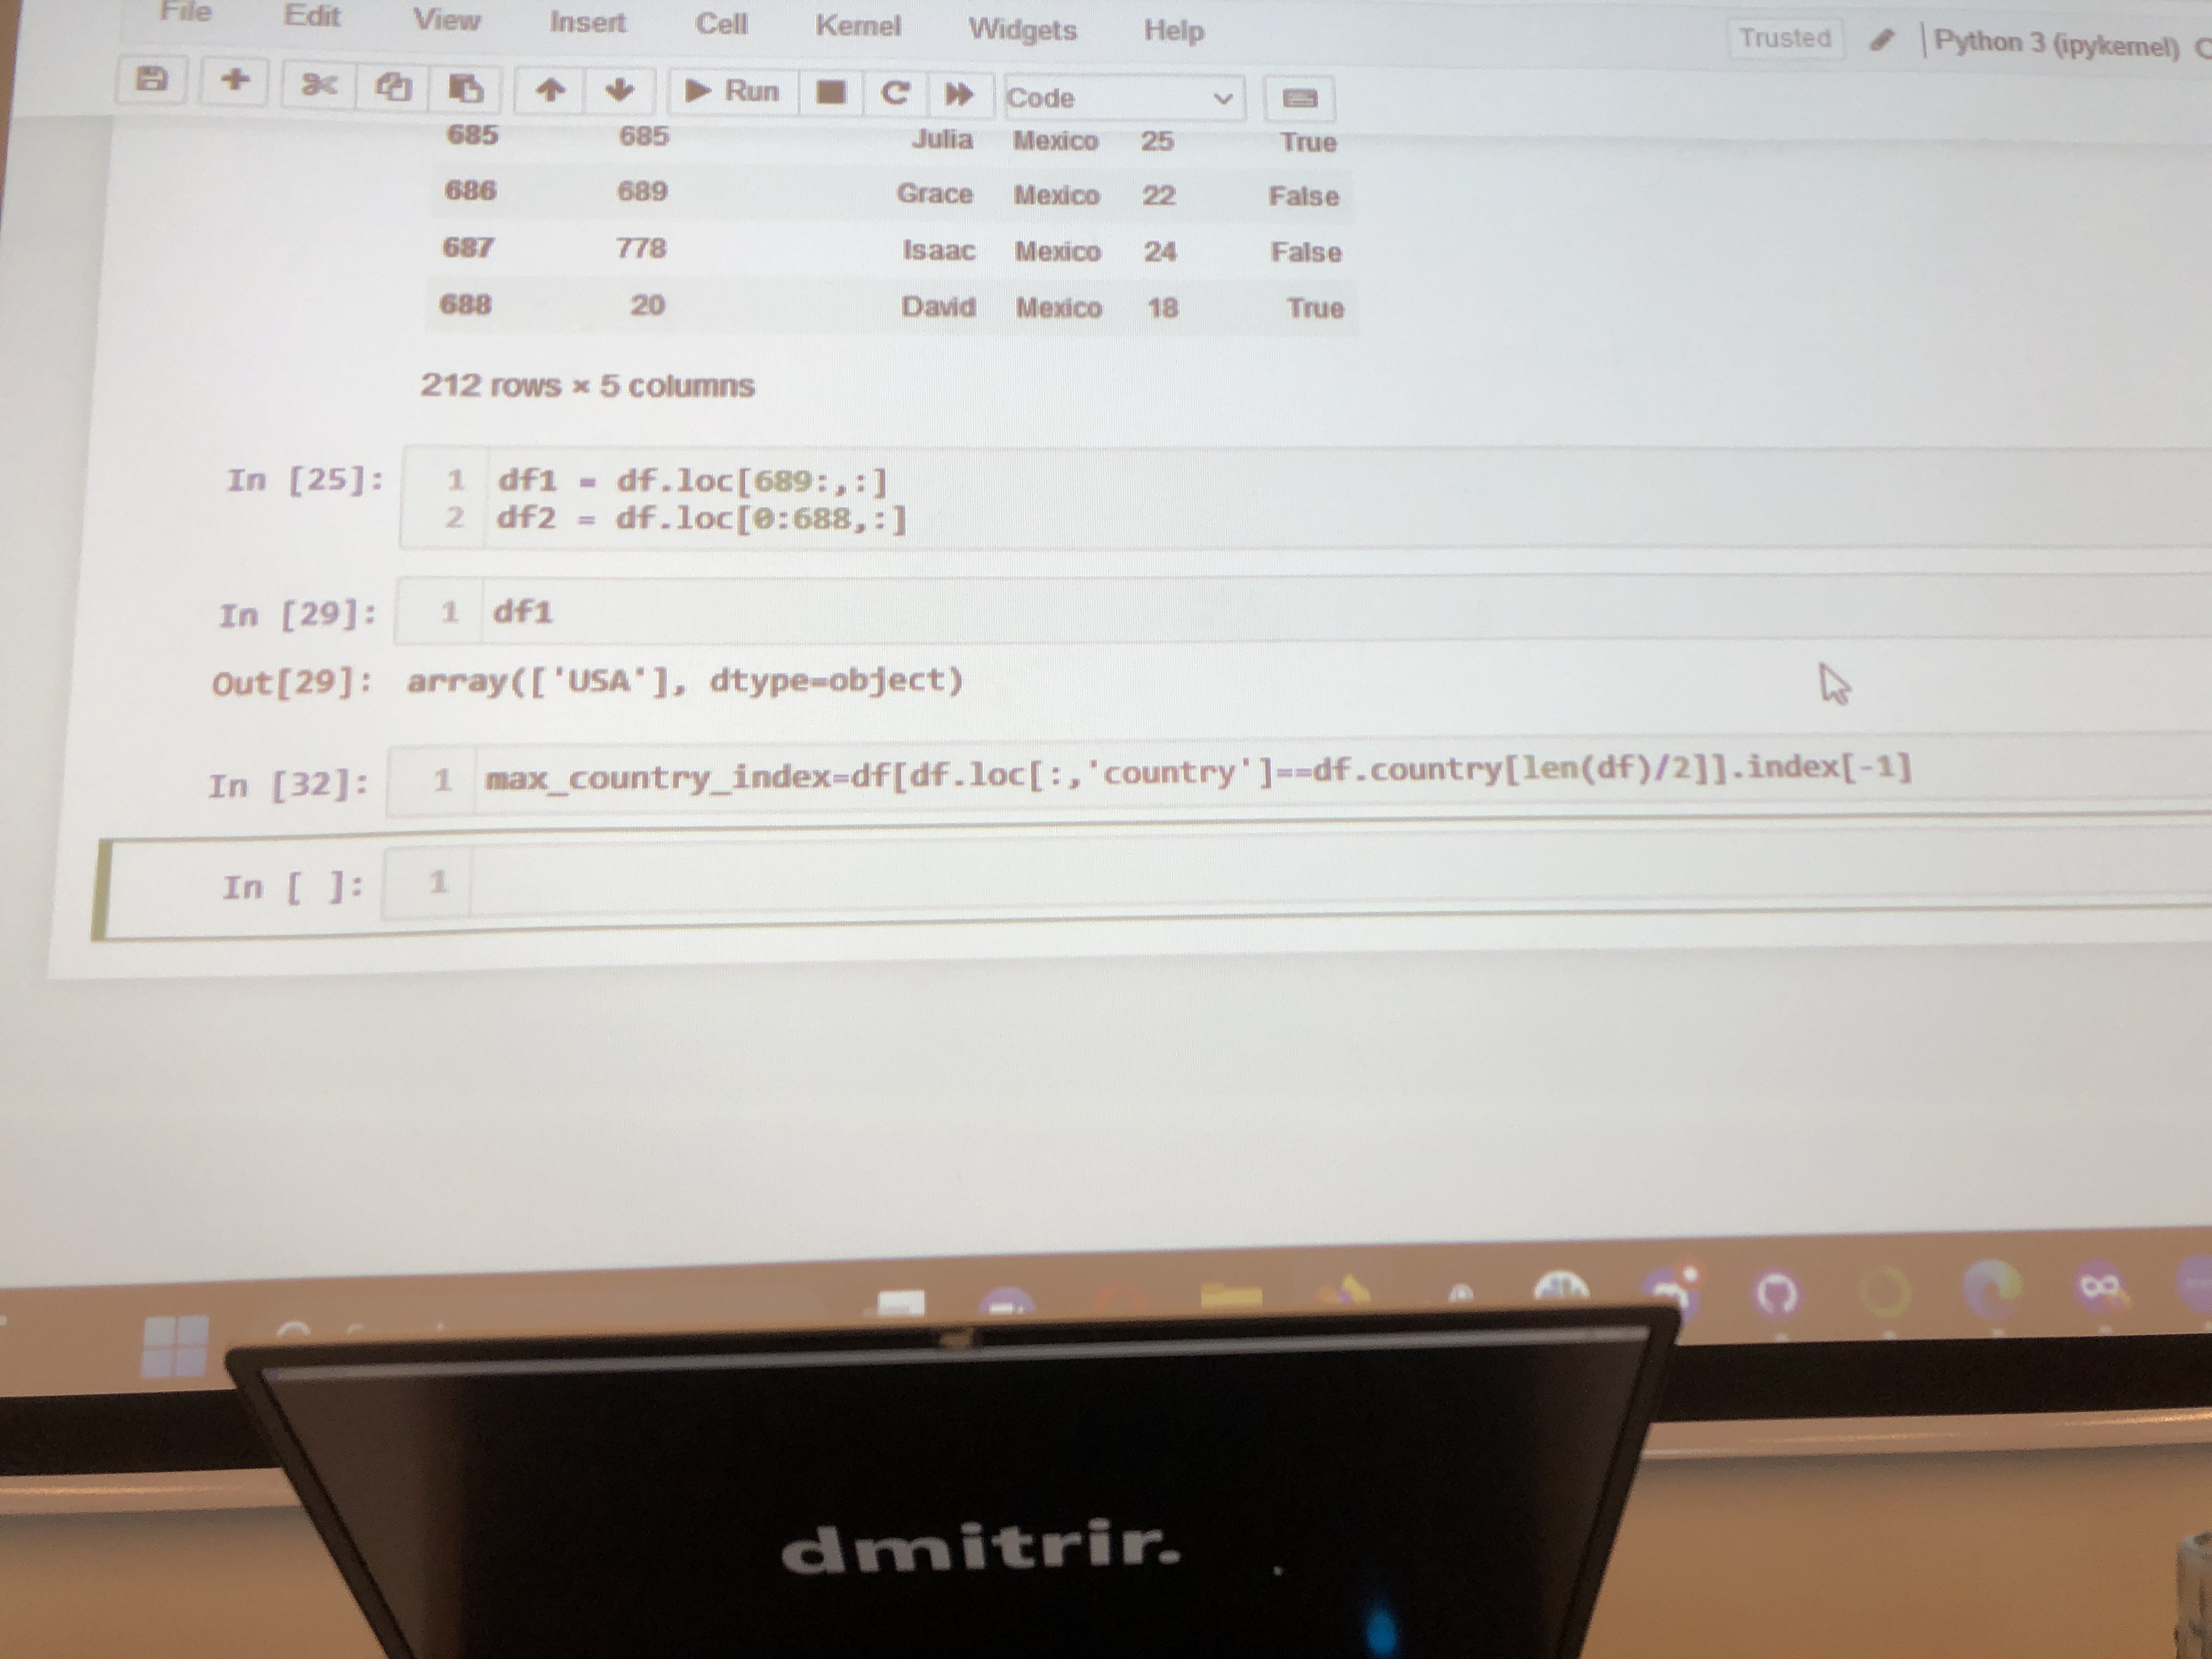 File Edit View Insert Cell Kernel Widgets Help Trusted Python 3 (ipykernel)
Run Code
685 685 Julia Mexico 25 True
686 689 Grace Mexico 22 False
687 778 Isaac Mexico 24 False
688 20 David Mexico 18 True
212 rows × 5 columns
In [25]: 1 df1 = df.loc[689:,:]
2 df2 = df.loc[0:688,:]
In [29]: 1 df1
Out[29]: array(['USA'], dtype=object)
In [32]: 1 max_country_index=df[df.loc[:,'country']==df.country[len(df)/2]].index[-1]
In [ ]: 1
dmitrir.